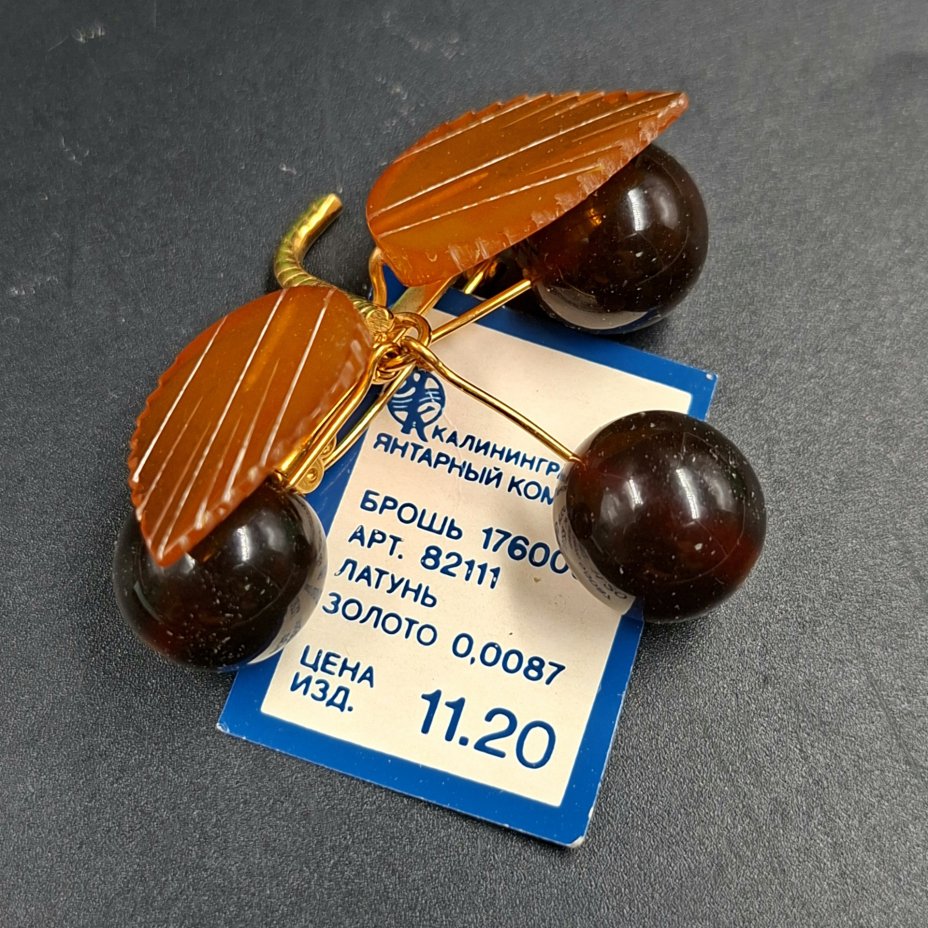 КАЛИНИНГР
ЯНТАРНЫЙ КОМ
БРОШЬ 17600
АРТ. 82111
ЛАТУНЬ
ЗОЛОТО 0,0087
ЦЕНА
ИЗД. 11.20